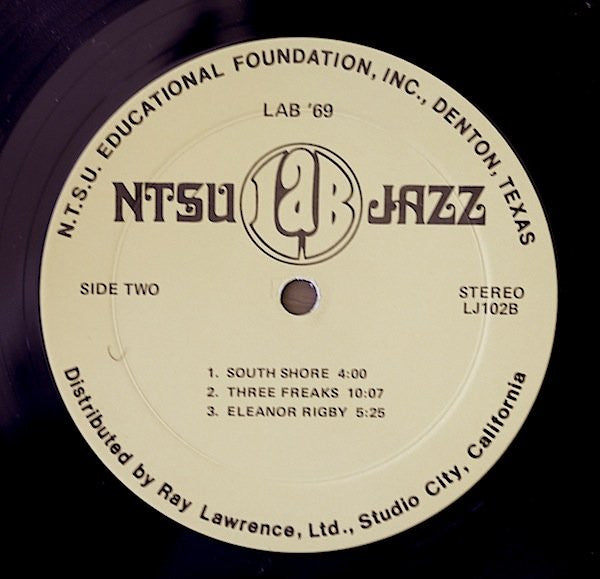 N.T.S.U. EDUCATIONAL FOUNDATION, INC., DENTON, TEXAS
LAB '69
NTSU LAB JAZZ
SIDE TWO
STEREO
LJ102B
1. SOUTH SHORE 4:00
2. THREE FREAKS 10:07
3. ELEANOR RIGBY 5:25
Distributed by Ray Lawrence, Ltd., Studio City, California